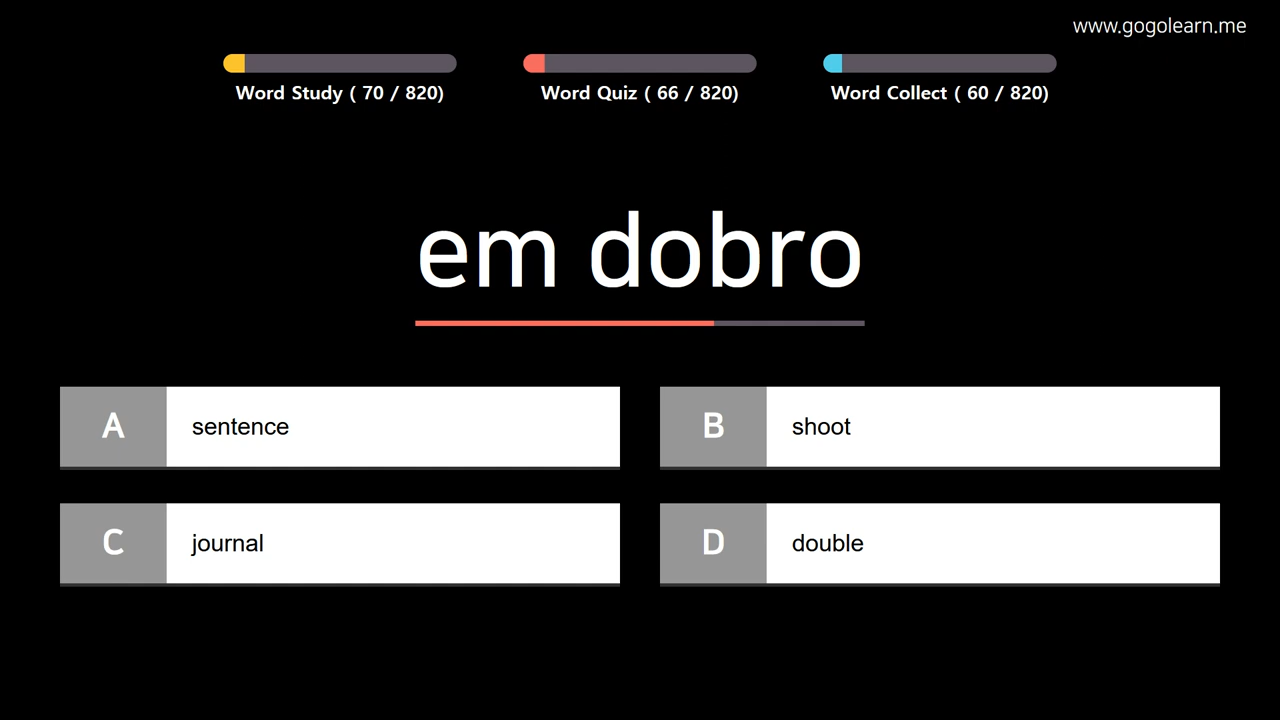 www.gogolearn.me
Word Study ( 70 / 820)
Word Quiz ( 66 / 820)
Word Collect ( 60 / 820)
em dobro
A sentence
B shoot
C journal
D double